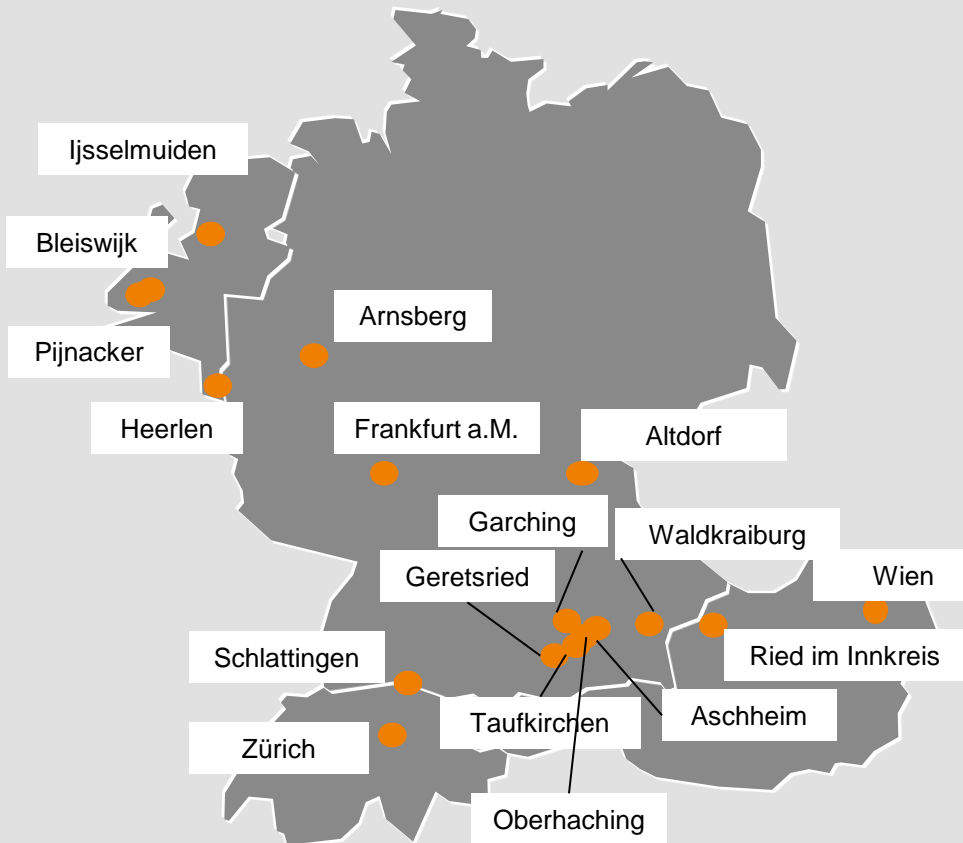 Ijsselmuiden
Bleiswijk
Arnsberg
Pijnacker
Heerlen
Frankfurt a.M.
Altdorf
Garching
Waldkraiburg
Geretsried
Wien
Schlattingen
Ried im Innkreis
Taufkirchen
Aschheim
Zürich
Oberhaching